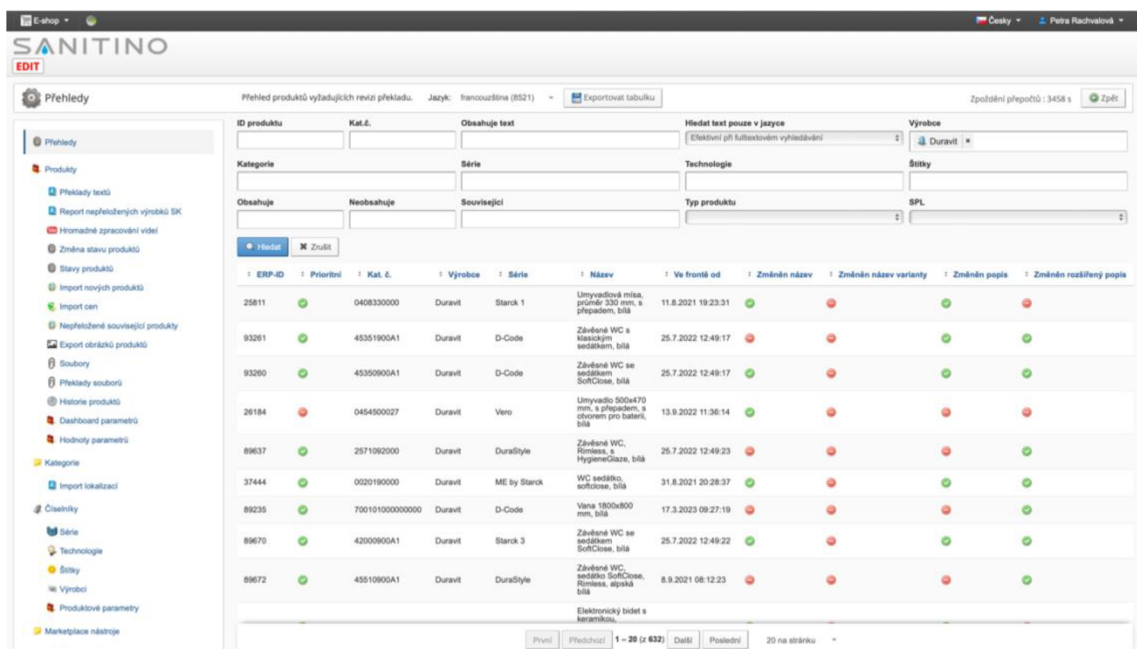 E-shop
Česky
Petra Rachvalová
SANITINO
EDIT
Přehledy
Přehled produktů vyžadujících revizi překladu. Jazyk: francouzština (8521)
Exportovat tabulku
Zpoždění přepočtů : 3458 s
Zpět
Přehledy
Produkty
Překlady textů
Report nepřeložených výrobků SK
Hromadné zpracování videí
Změna stavu produktů
Stavy produktů
Import nových produktů
Import cen
Nepřeložené související produkty
Export obrázků produktů
Soubory
Překlady souborů
Historie produktů
Dashboard parametrů
Hodnoty parametrů
Kategorie
Import lokalizací
Číselníky
Série
Technologie
Štítky
Výrobci
Produktové parametry
Marketplace nástroje
ID produktu Kat.č. Obsahuje text Hledat text pouze v jazyce Výrobce
Efektivní při fulltextovém vyhledávání
Duravit
Kategorie Série Technologie Štítky
Obsahuje Neobsahuje Související Typ produktu SPL
Hledat
Zrušit
ERP-ID Prioritní Kat. č. Výrobce Série Název Ve frontě od Změněn název Změněn název varianty Změněn popis Změněn rozšířený popis
25811 0408330000 Duravit Starck 1 Umyvadlová mísa, 11.8.2021 19:23:31
průměr 330 mm, s
přepadem, bílá
93261 45351900A1 Duravit D-Code Závěsné WC s 25.7.2022 12:49:17
klasickým
sedátkem, bílá
93260 45350900A1 Duravit D-Code Závěsné WC se 25.7.2022 12:49:17
sedátkem
SoftClose, bílá
26184 0454500027 Duravit Vero Umyvadlo 500x470 13.9.2022 11:36:14
mm, s přepadem, s
otvorem pro baterii,
bílá
89637 2571092000 Duravit DuraStyle Závěsné WC, 25.7.2022 12:49:23
Rimless, s
HygieneGlaze, bílá
37444 0020190000 Duravit ME by Starck WC sedátko, 31.8.2021 20:28:37
softclose, bílá
89235 700101000000000 Duravit D-Code Vana 1800x800 17.3.2023 09:27:19
mm, bílá
89670 42000900A1 Duravit Starck 3 Závěsné WC se 25.7.2022 12:49:22
sedátkem
SoftClose, bílá
89672 45510900A1 Duravit DuraStyle Závěsné WC, 8.9.2021 08:12:23
sedátko SoftClose,
Rimless, alpská
bílá
Elektronický bidet s
keramikou,
První Předchozí 1 – 20 (z 632) Další Poslední 20 na stránku